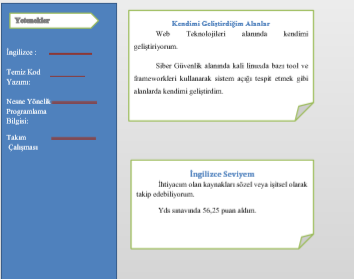 Yetenekler
İngilizce :
Temiz Kod
Yazımı:
Nesne Yönelik
Programlama
Bilgisi:
Takım
Çalışması
Kendimi Geliştirdiğim Alanlar
Web Teknolojileri alanında kendimi
geliştiriyorum.
Siber Güvenlik alanında kali linuxda bazı tool ve
frameworkleri kullanarak sistem açığı tespit etmek gibi
alanlarda kendimi geliştirdim.
İngilizce Seviyem
İhtiyacım olan kaynakları sözel veya işitsel olarak
takip edebiliyorum.
Yds sınavında 56,25 puan aldım.